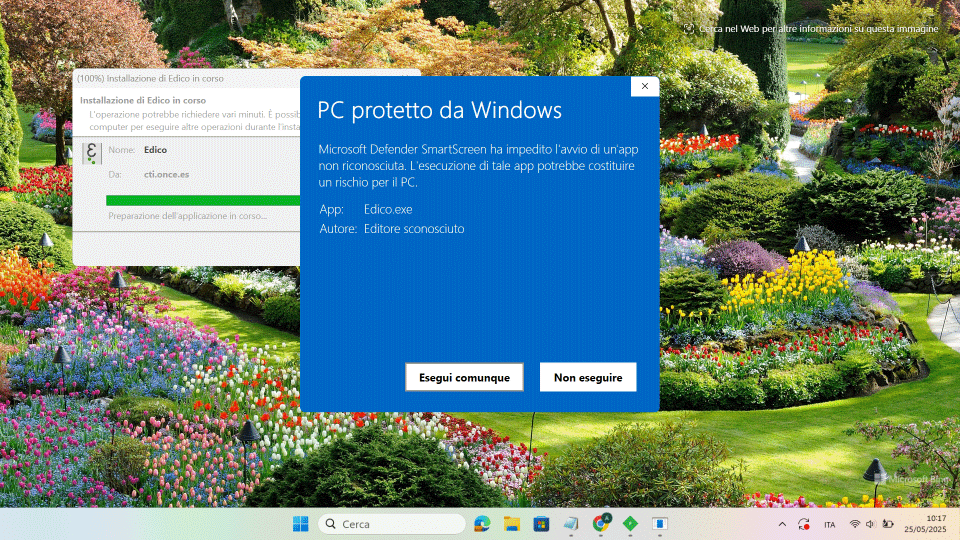 Cerca nel Web per altre informazioni su questa immagine
(100%) Installazione di Edico in corso
Installazione di Edico in corso
L'operazione potrebbe richiedere vari minuti. È possib
computer per eseguire altre operazioni durante l'insta
Nome: Edico
Da: cti.once.es
Preparazione dell'applicazione in corso...
PC protetto da Windows
Microsoft Defender SmartScreen ha impedito l'avvio di un'app
non riconosciuta. L'esecuzione di tale app potrebbe costituire
un rischio per il PC.
App: Edico.exe
Autore: Editore sconosciuto
Esegui comunque
Non eseguire
Microsoft Bing
Cerca
ITA
10:17
25/05/2025